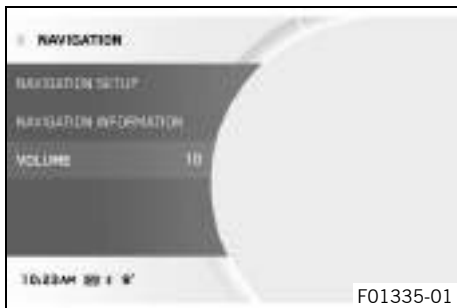 NAVIGATION
NAVIGATION SETUP
NAVIGATION INFORMATION
VOLUME 10
10:23AM
F01335-01